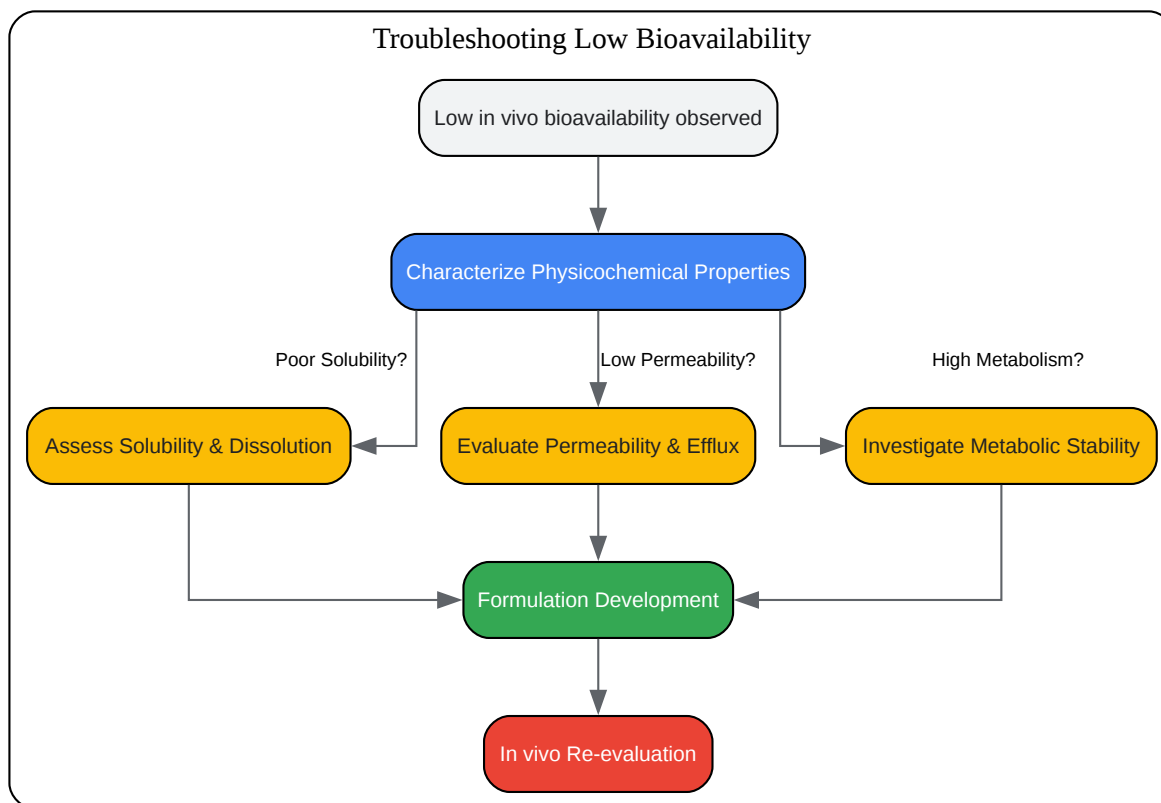 Troubleshooting Low Bioavailability
Low in vivo bioavailability observed
Characterize Physicochemical Properties
Poor Solubility?
Low Permeability?
High Metabolism?
Assess Solubility & Dissolution
Evaluate Permeability & Efflux
Investigate Metabolic Stability
Formulation Development
In vivo Re-evaluation